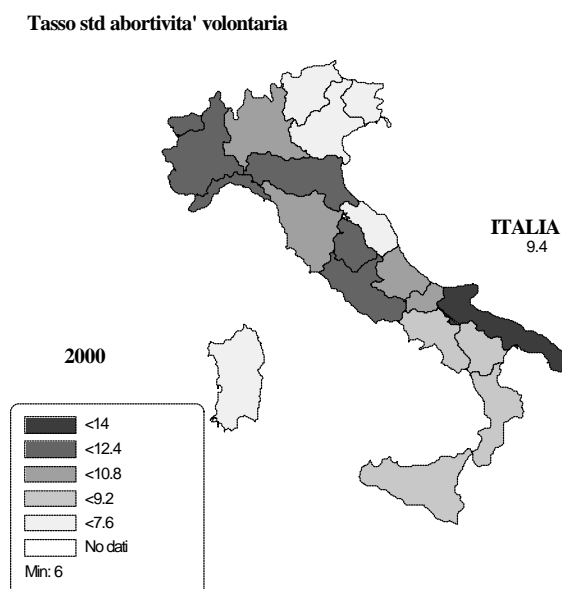 Tasso std abortivita' volontaria
ITALIA
9.4
2000
<14
<12.4
<10.8
<9.2
<7.6
No dati
Min: 6